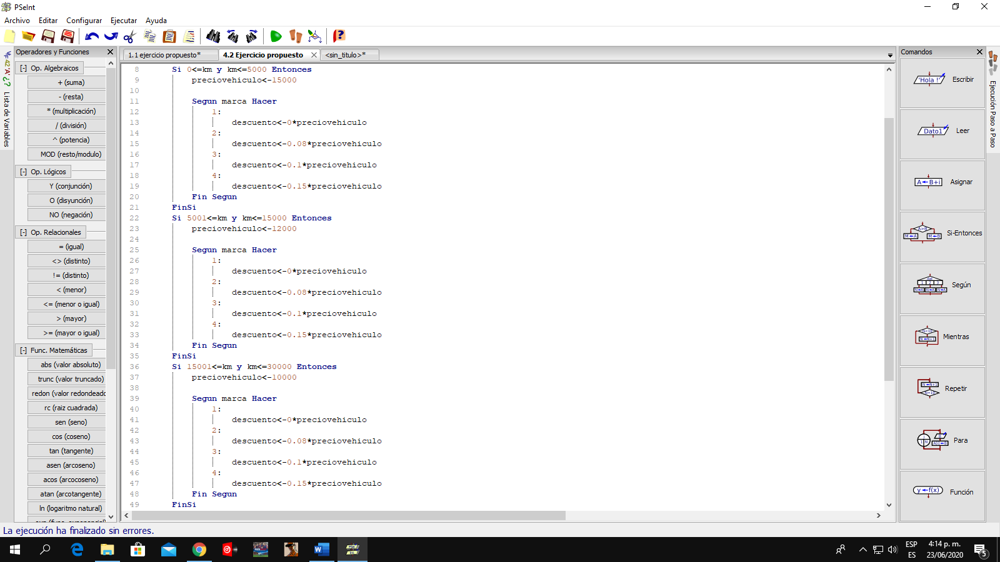 PSeInt
Archivo Editar Configurar Ejecutar Ayuda
Operadores y Funciones
[-] Op. Algebraicos
+ (suma)
- (resta)
* (multiplicación)
/ (división)
^ (potencia)
MOD (resto/modulo)
[-] Op. Lógicos
Y (conjunción)
O (disyunción)
NO (negación)
[-] Op. Relacionales
= (igual)
<> (distinto)
!= (distinto)
< (menor)
<= (menor o igual)
> (mayor)
>= (mayor o igual)
[-] Func. Matemáticas
abs (valor absoluto)
trunc (valor truncado)
redon (valor redondeado
rc (raiz cuadrada)
sen (seno)
cos (coseno)
tan (tangente)
asen (arcoseno)
acos (arcocoseno)
atan (arcotangente)
ln (logaritmo natural)
Lista de Variables
1.1 ejercicio propuesto*
4.2 Ejercicio propuesto
<sin_titulo>*
8 Si 0<=km y km<=5000 Entonces
9 preciovehiculo<-15000
10
11 Segun marca Hacer
12 1:
13 descuento<-0*preciovehiculo
14 2:
15 descuento<-0.08*preciovehiculo
16 3:
17 descuento<-0.1*preciovehiculo
18 4:
19 descuento<-0.15*preciovehiculo
20 Fin Segun
21 FinSi
22 Si 5001<=km y km<=15000 Entonces
23 preciovehiculo<-12000
24
25 Segun marca Hacer
26 1:
27 descuento<-0*preciovehiculo
28 2:
29 descuento<-0.08*preciovehiculo
30 3:
31 descuento<-0.1*preciovehiculo
32 4:
33 descuento<-0.15*preciovehiculo
34 Fin Segun
35 FinSi
36 Si 15001<=km y km<=30000 Entonces
37 preciovehiculo<-10000
38
39 Segun marca Hacer
40 1:
41 descuento<-0*preciovehiculo
42 2:
43 descuento<-0.08*preciovehiculo
44 3:
45 descuento<-0.1*preciovehiculo
46 4:
47 descuento<-0.15*preciovehiculo
48 Fin Segun
49 FinSi
Comandos
'Hola !' Escribir
Dato1 Leer
A←B+i Asignar
Si-Entonces
Según
Mientras
Repetir
Para
y←f(x) Función
Ejecución Paso a Paso
La ejecución ha finalizado sin errores.
ESP
ES
4:14 p. m.
23/06/2020
5